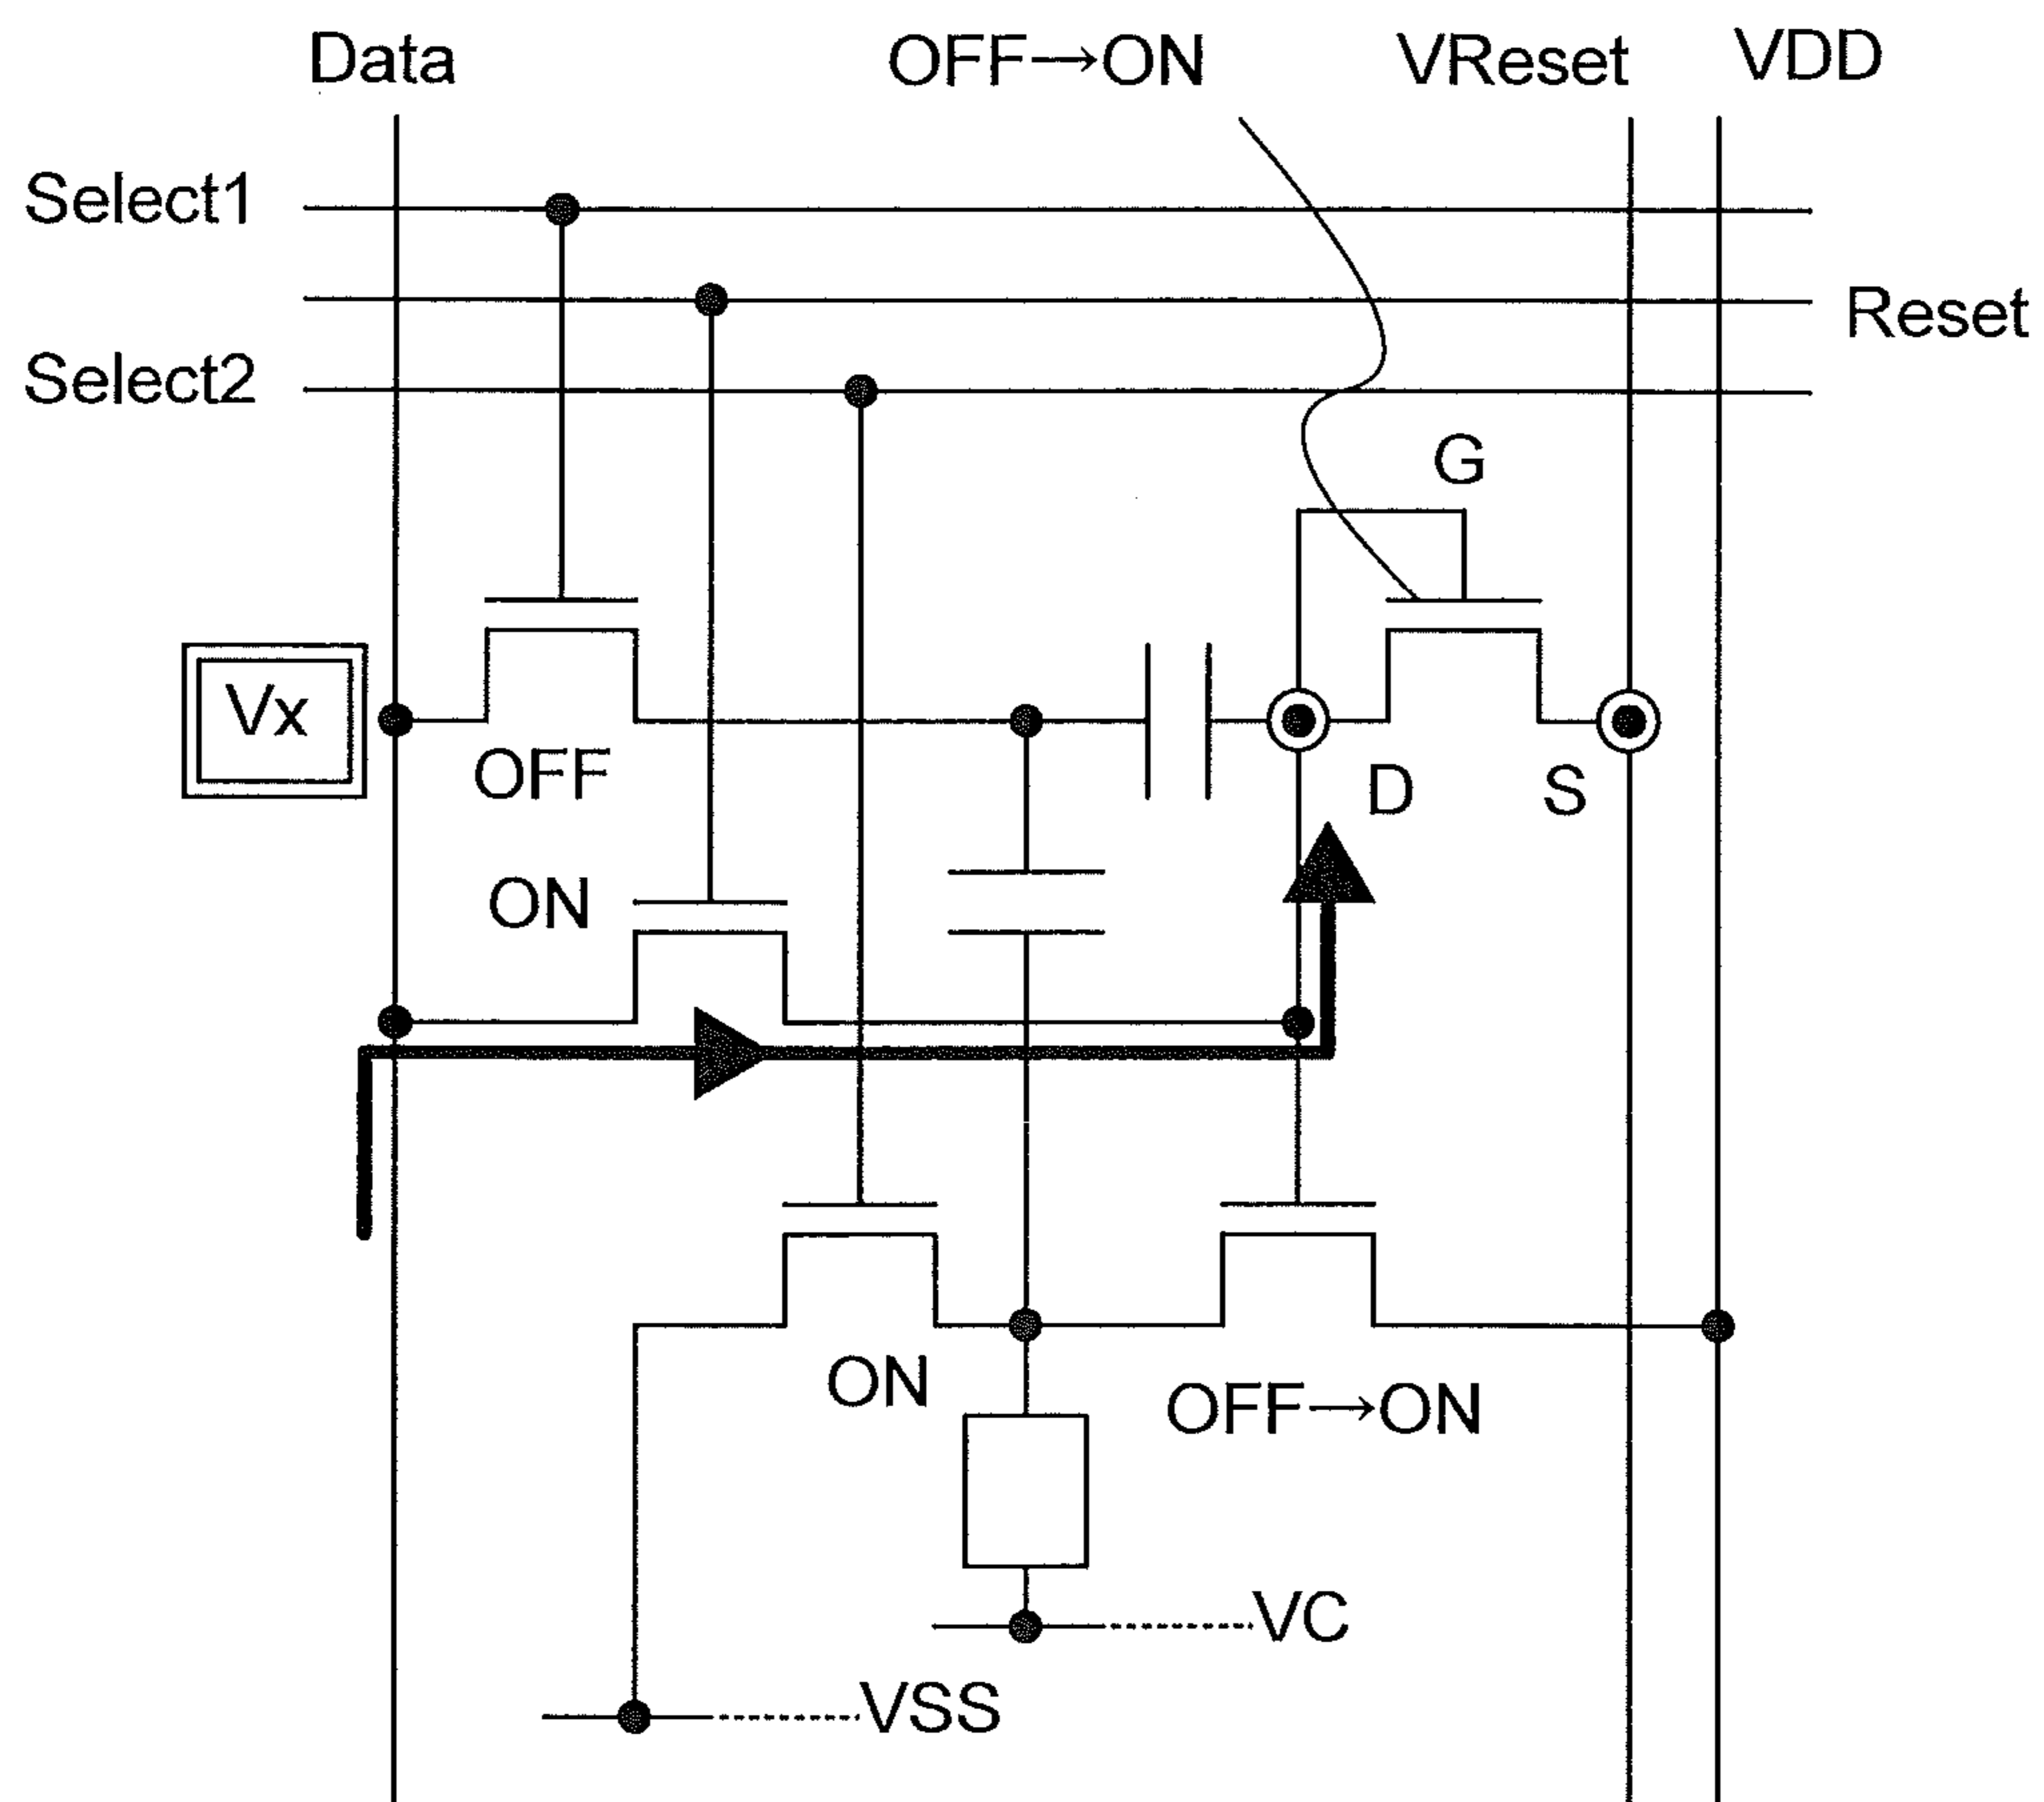 Data
OFF→ON
VReset
VDD
Select1
Reset
Select2
G
Vx
OFF
D
S
ON
ON
OFF→ON
VC
VSS